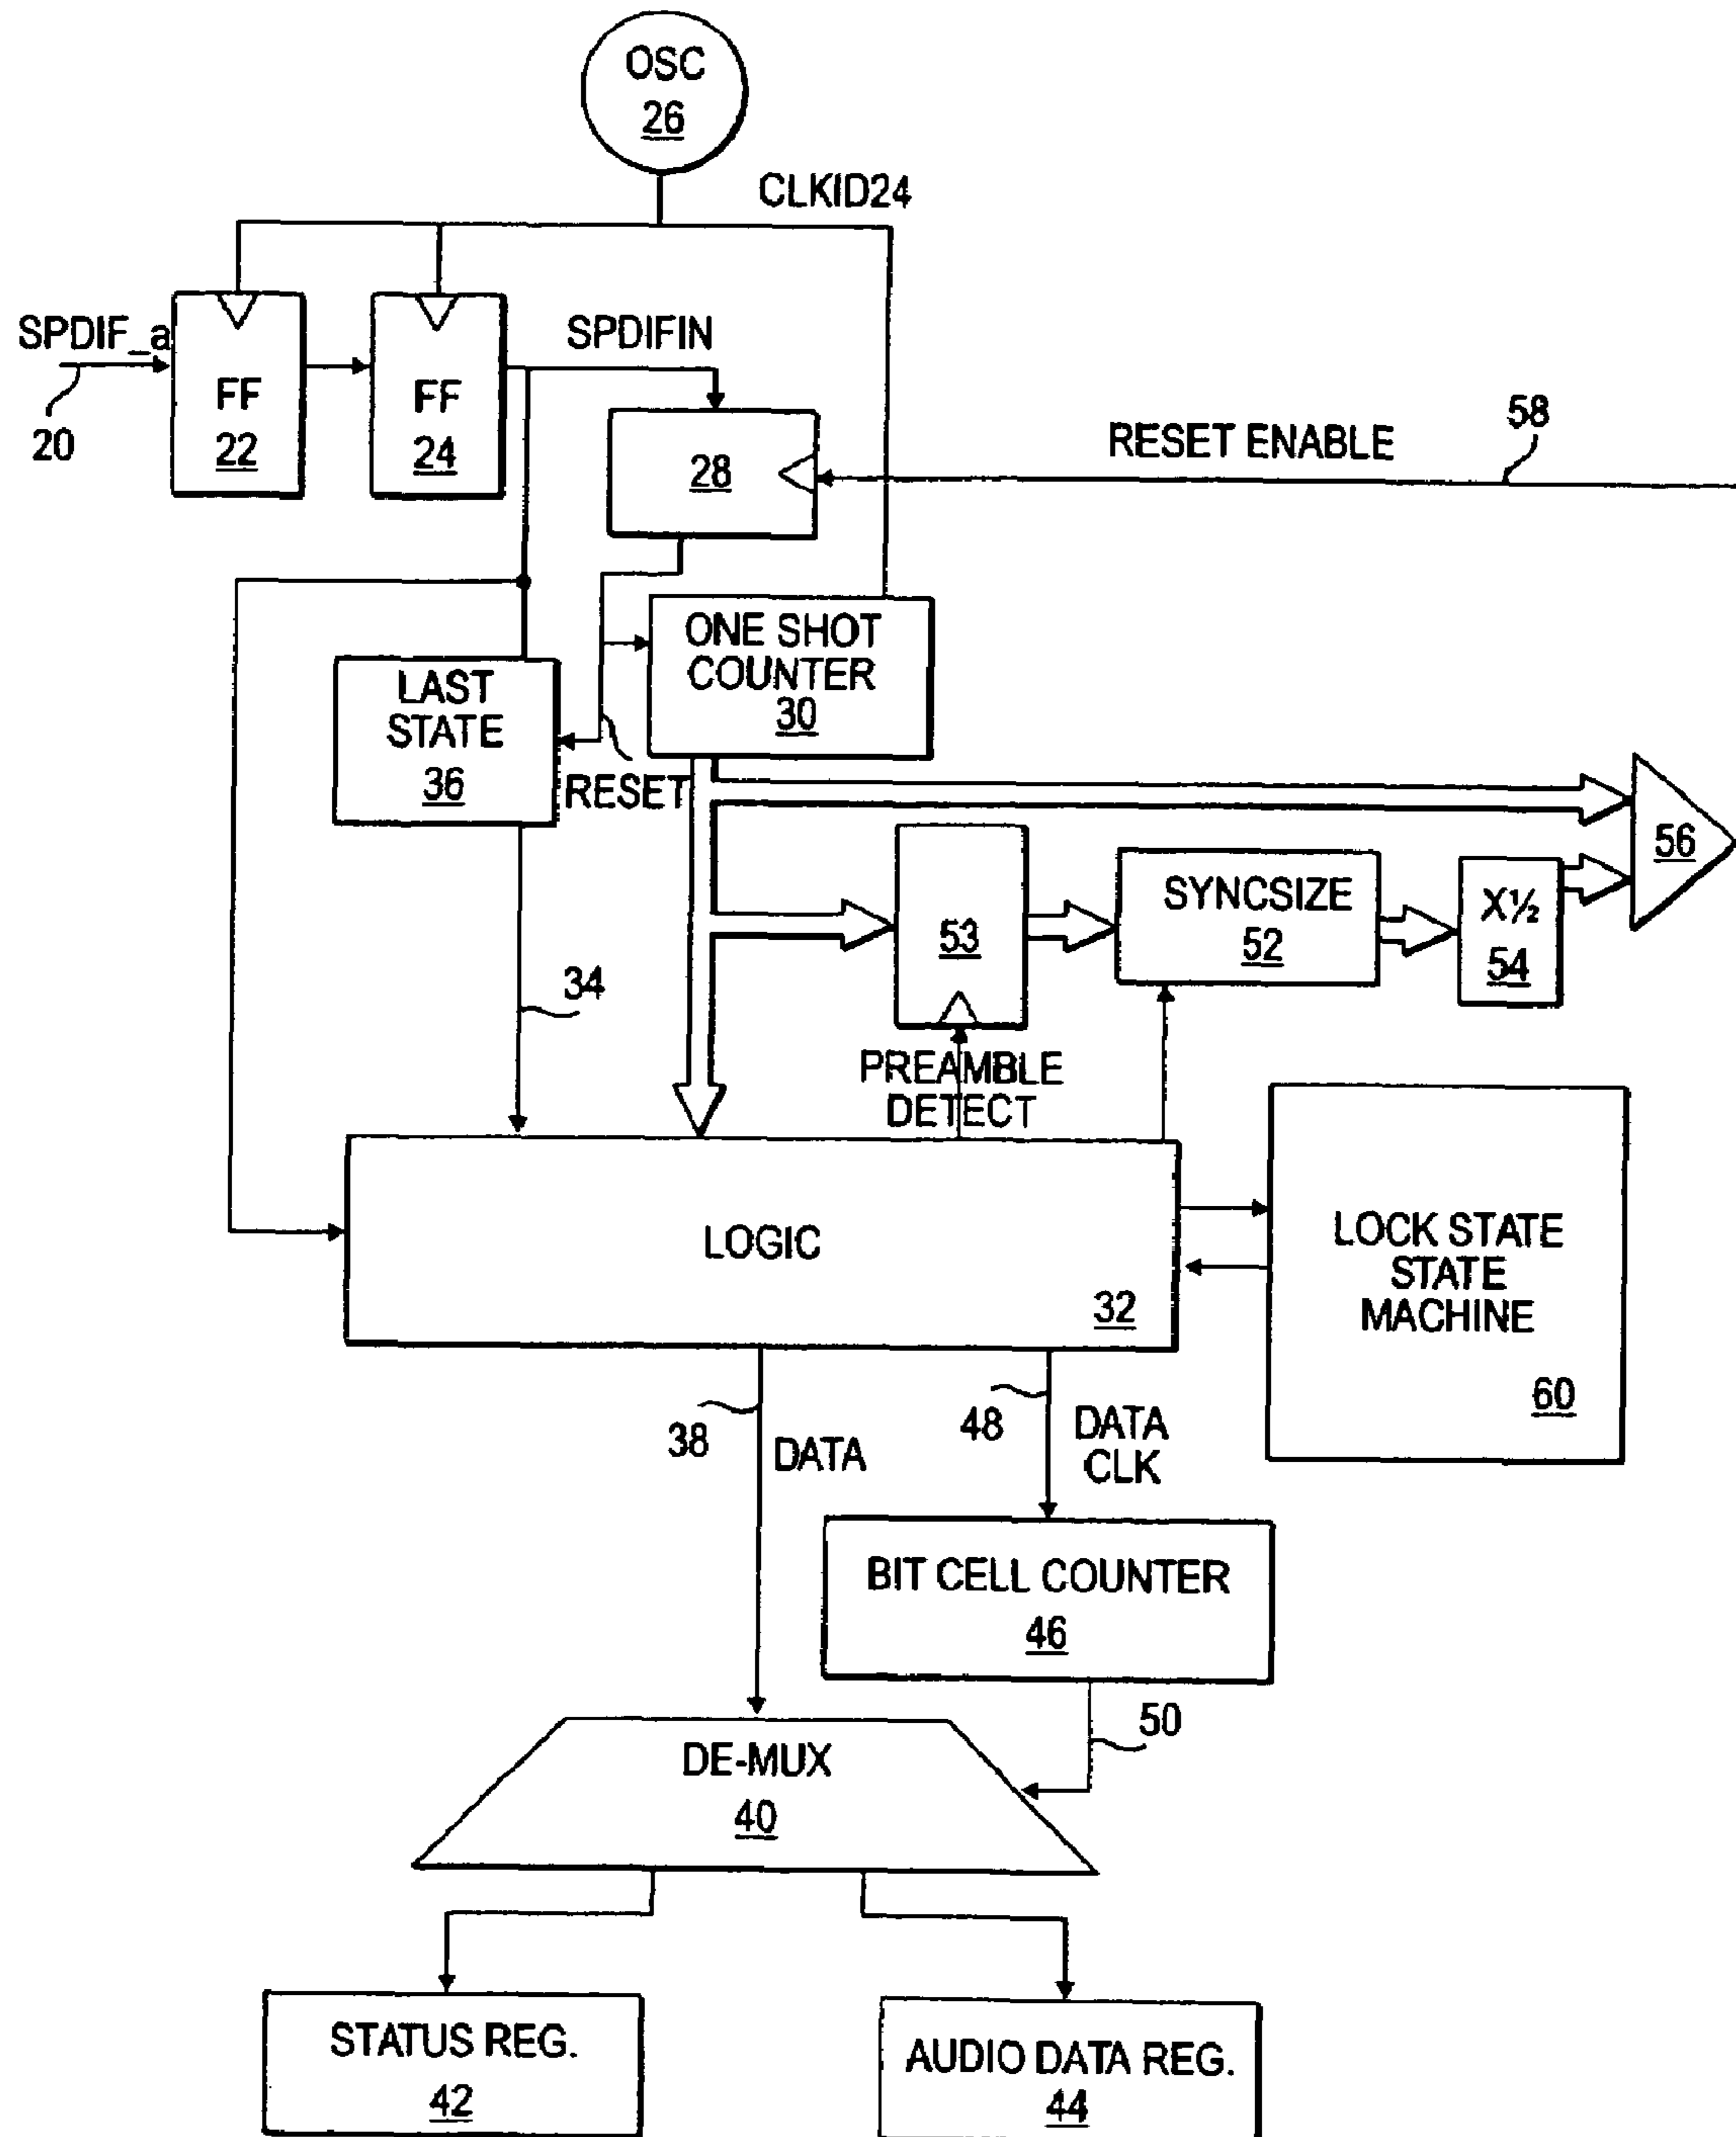 OSC
26
CLKID24
SPDIF_a
20
FF
22
FF
24
SPDIFIN
28
RESET ENABLE
58
ONE SHOT
COUNTER
30
LAST
STATE
36
RESET
56
53
SYNCSIZE
52
X½
54
34
PREAMBLE
DETECT
LOGIC
32
LOCK STATE
STATE
MACHINE
60
38
DATA
48
DATA
CLK
BIT CELL COUNTER
46
50
DE-MUX
40
STATUS REG.
42
AUDIO DATA REG.
44